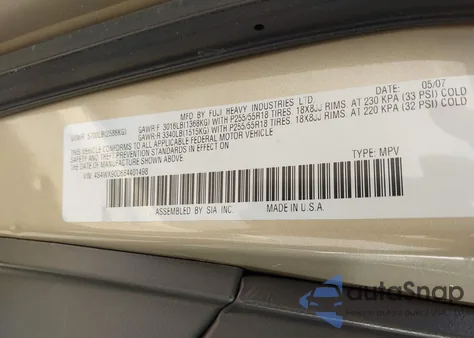 MFD BY FUJI HEAVY INDUSTRIES LTD. 05/07
GAWR:F 3016LB(1368KG) WITH P255/55R18 TIRES. 18X8JJ RIMS. AT 230 KPA (33 PSI) COLD
GAWR:R 3340LB(1515KG) WITH P255/55R18 TIRES. 18X8JJ RIMS. AT 220 KPA (32 PSI) COLD
THIS VEHICLE CONFORMS TO ALL APPLICABLE FEDERAL MOTOR VEHICLE
SAFETY AND THEFT PREVENTION STANDARDS IN EFFECT ON THE
DATE OF MANUFACTURE SHOWN ABOVE.
TYPE: MPV
ASSEMBLED BY SIA INC. MADE IN U.S.A.
autoSnap